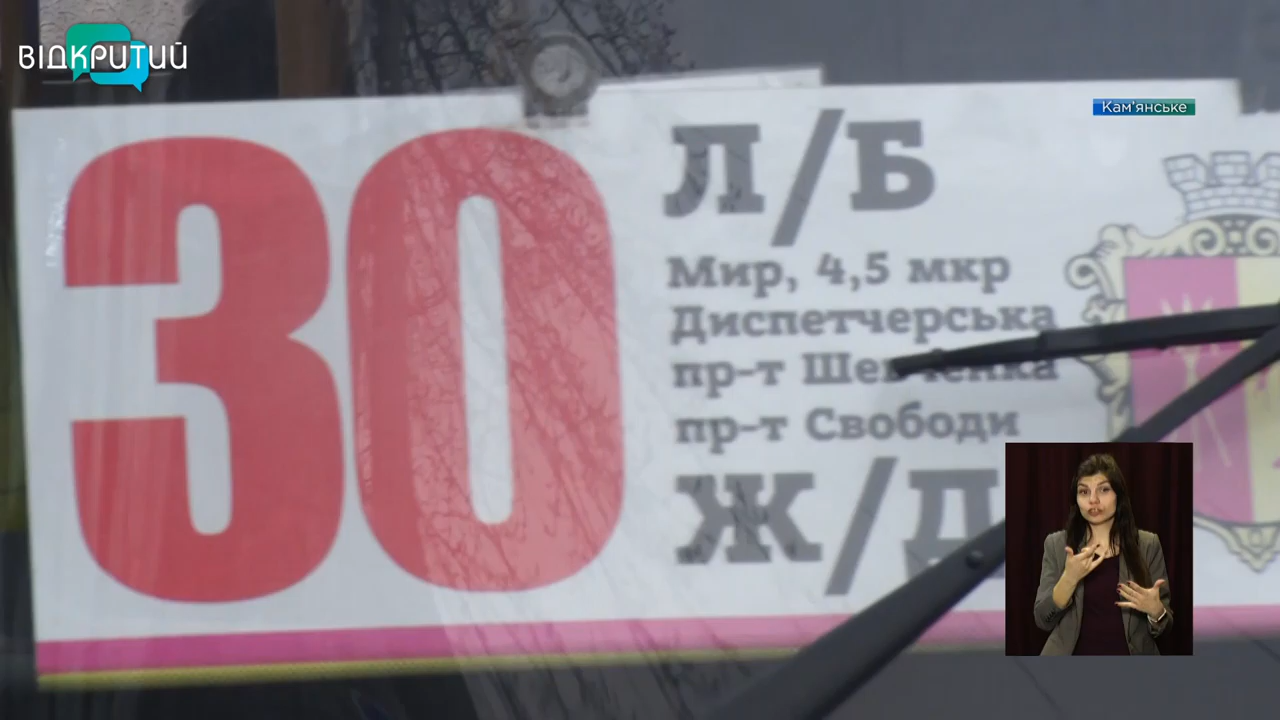 ВІДКРИТИЙ
Кам'янське
30
Л/Б
Мир, 4,5 мкр
Диспетчерська
пр-т Шевченка
пр-т Свободи
Ж/Д